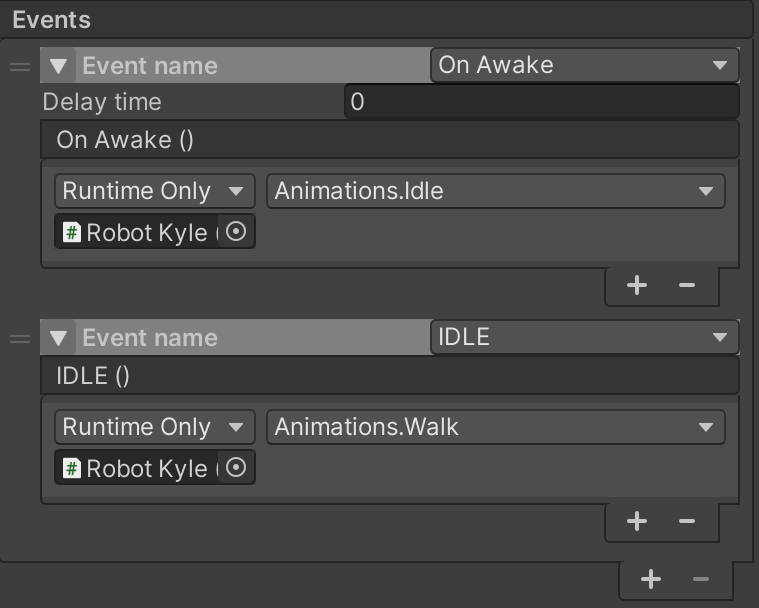 Events
Event name On Awake
Delay time 0
On Awake ()
Runtime Only Animations.Idle
# Robot Kyle (
Event name IDLE
IDLE ()
Runtime Only Animations.Walk
# Robot Kyle (